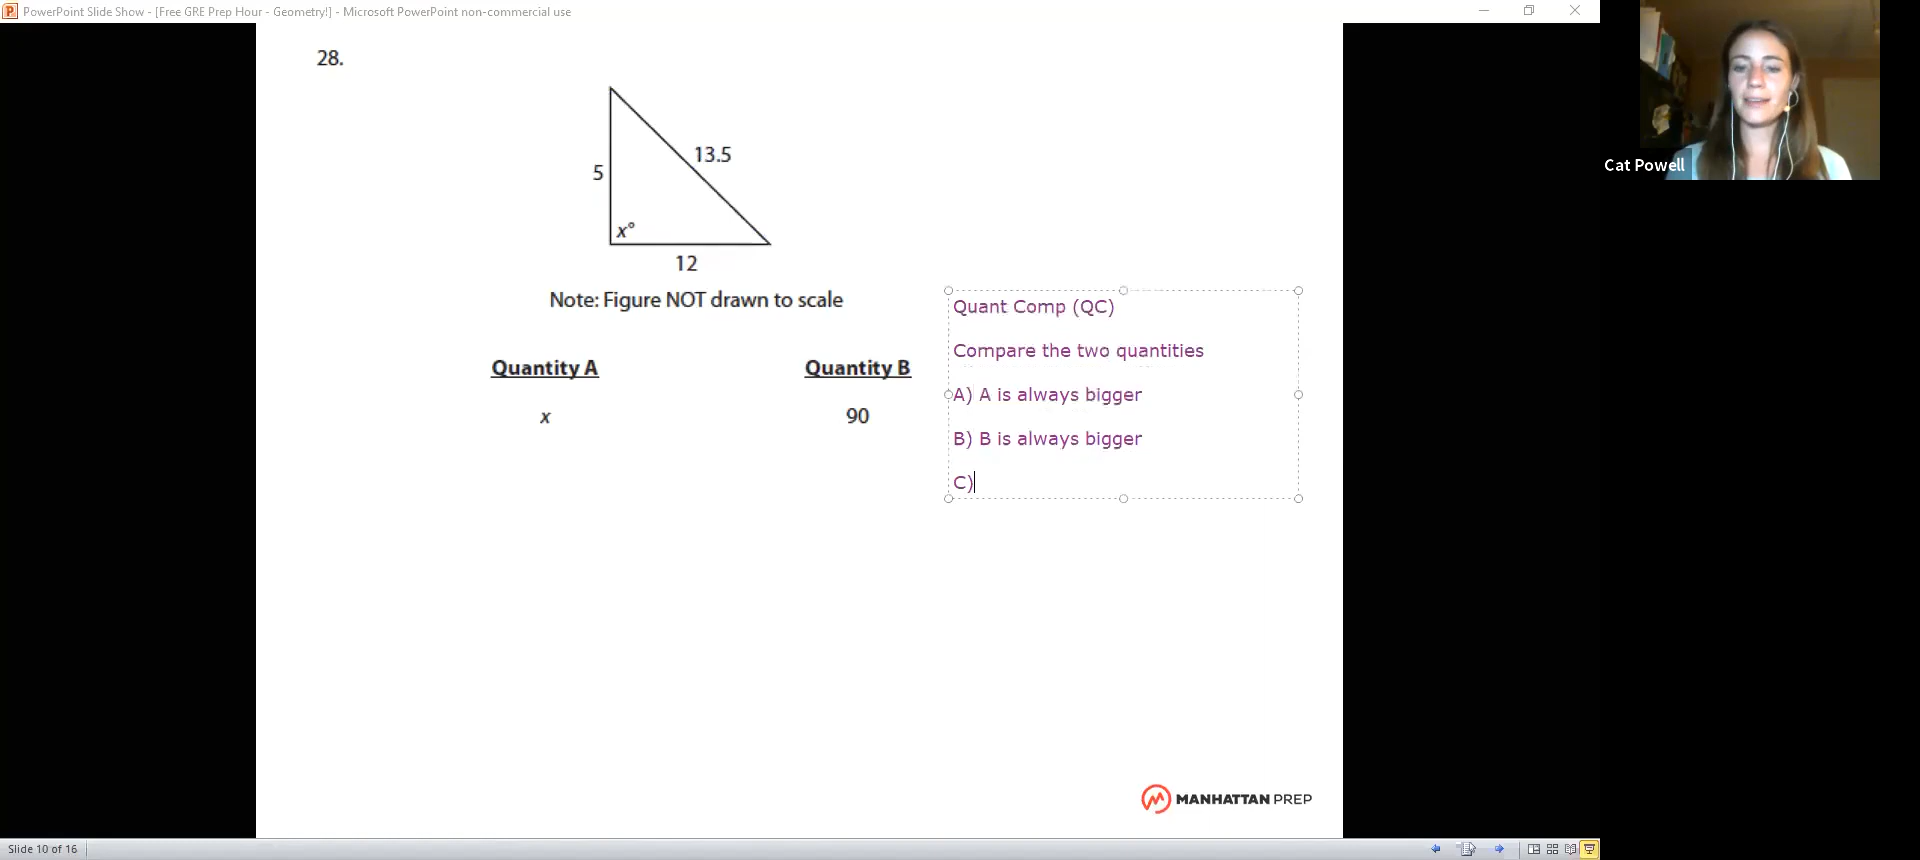 PowerPoint Slide Show - [Free GRE Prep Hour - Geometry!] - Microsoft PowerPoint non-commercial use
28.
5
13.5
x°
12
Note: Figure NOT drawn to scale
Quantity A
Quantity B
x
90
Quant Comp (QC)
Compare the two quantities
A) A is always bigger
B) B is always bigger
C)
Cat Powell
MANHATTAN PREP
Slide 10 of 16